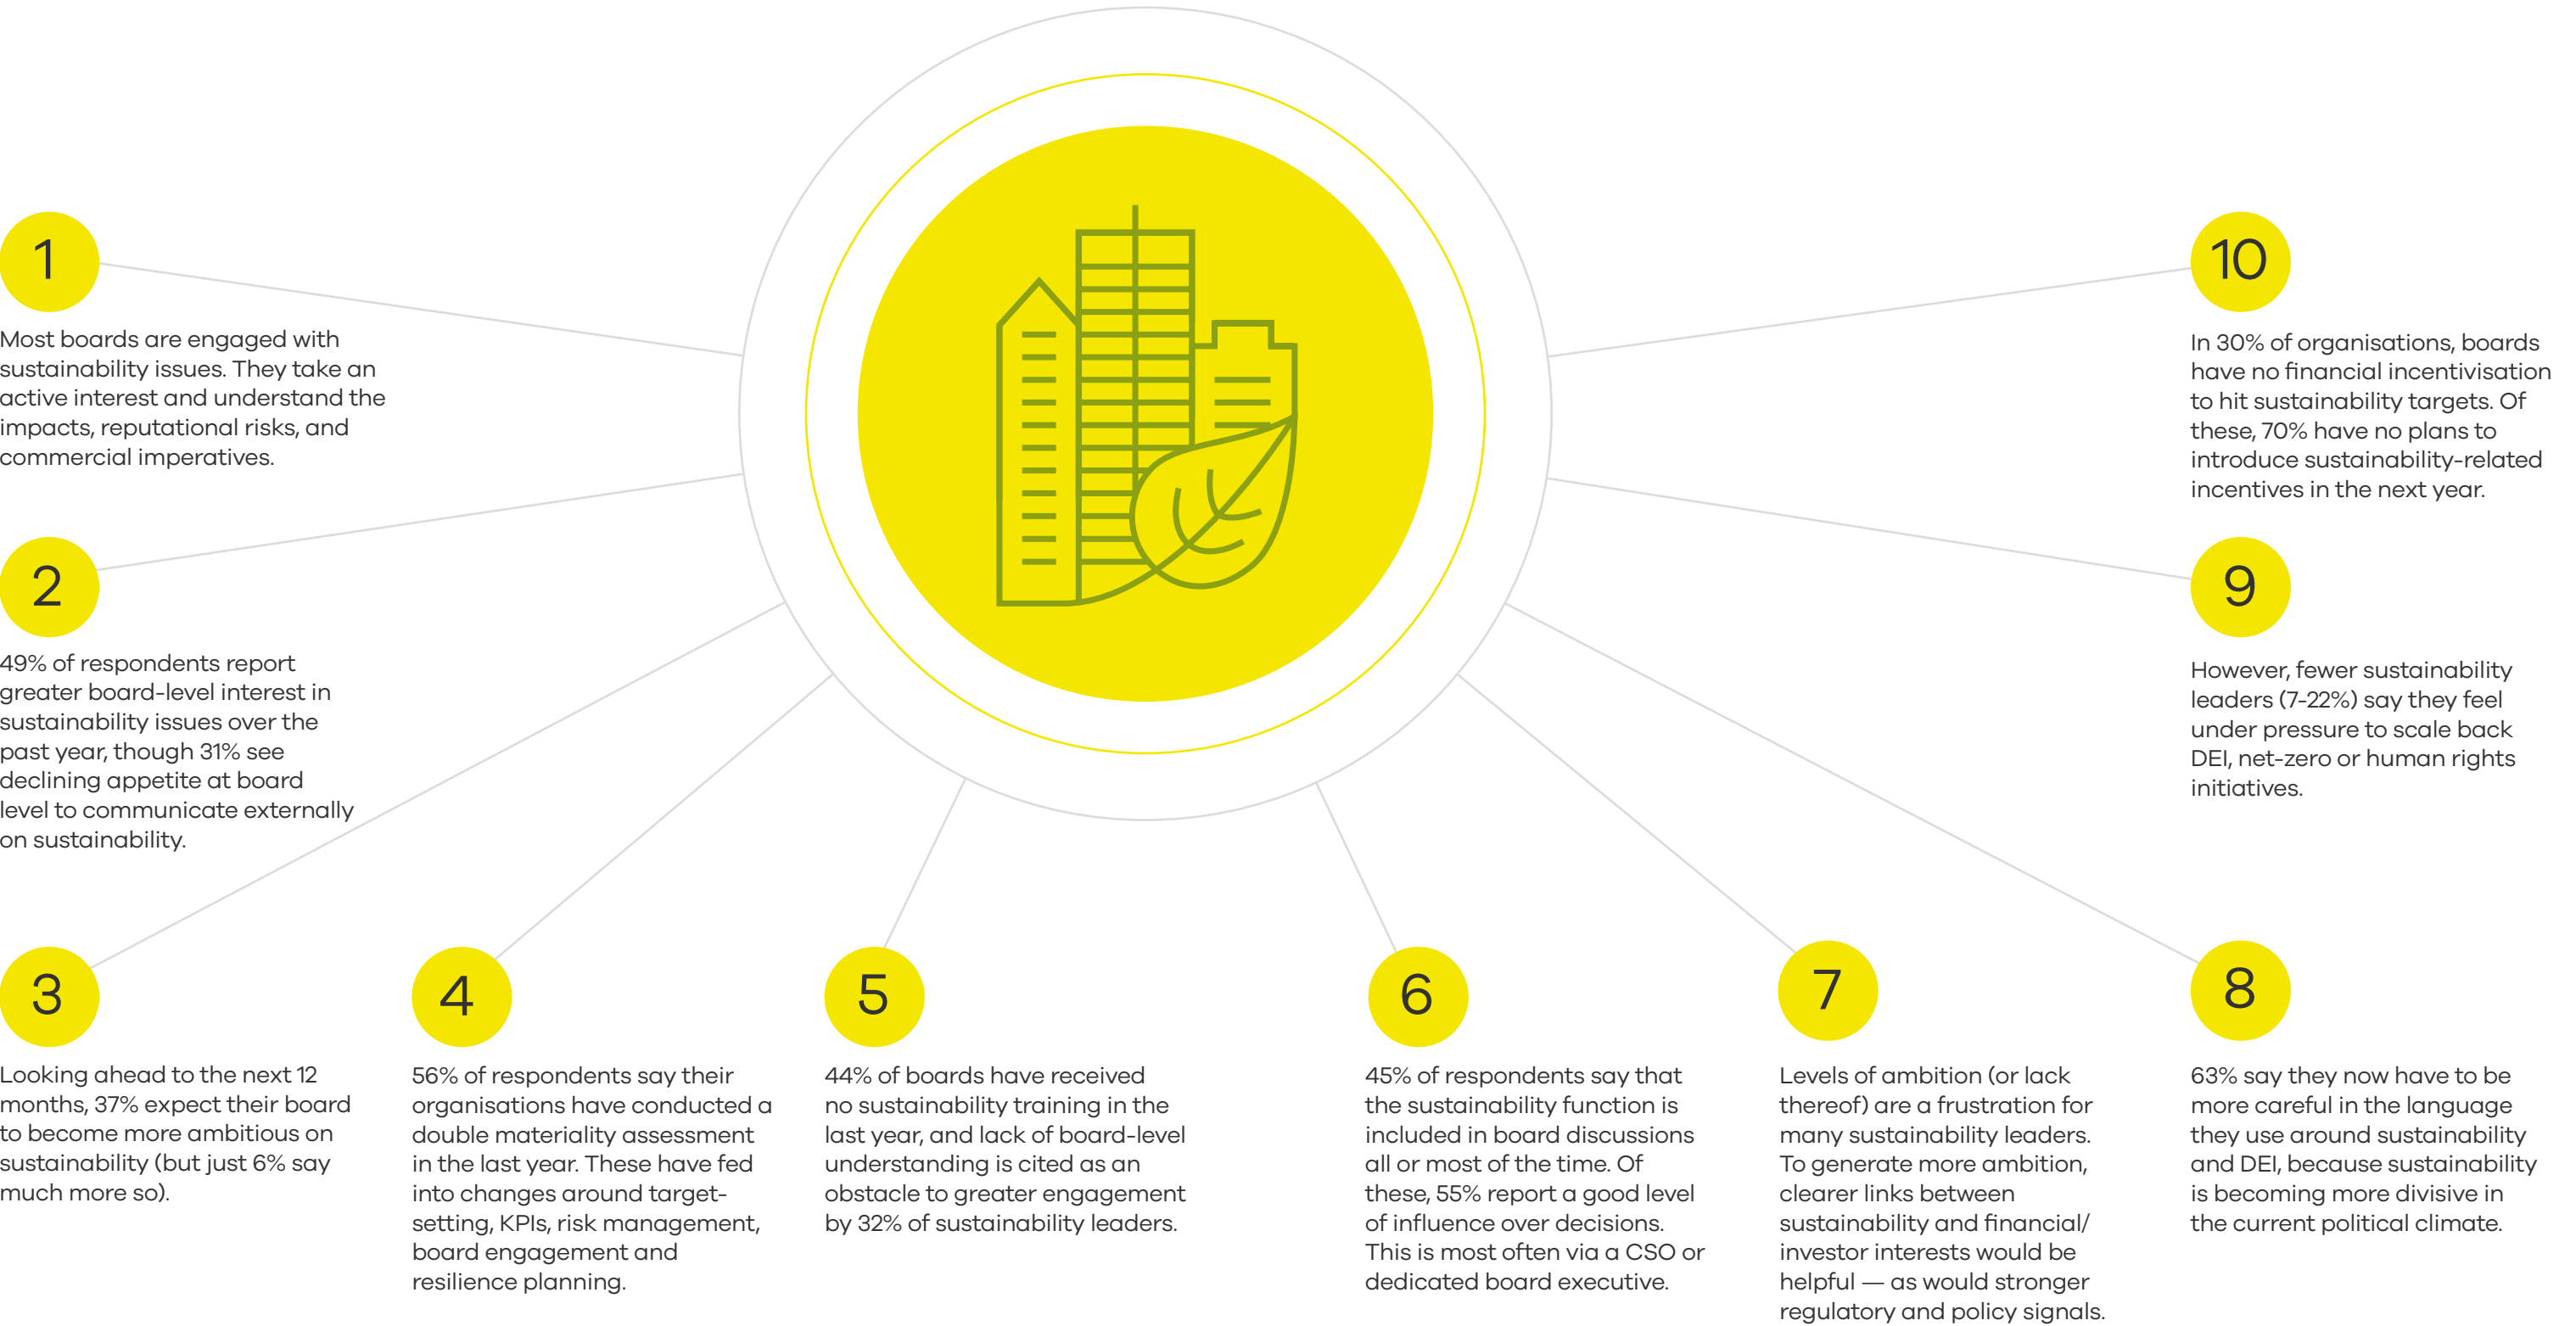 1
Most boards are engaged with
sustainability issues. They take an
active interest and understand the
impacts, reputational risks, and
commercial imperatives.
2
49% of respondents report
greater board-level interest in
sustainability issues over the
past year, though 31% see
declining appetite at board
level to communicate externally
on sustainability.
3
Looking ahead to the next 12
months, 37% expect their board
to become more ambitious on
sustainability (but just 6% say
much more so).
4
56% of respondents say their
organisations have conducted a
double materiality assessment
in the last year. These have fed
into changes around target-
setting, KPIs, risk management,
board engagement and
resilience planning.
5
44% of boards have received
no sustainability training in the
last year, and lack of board-level
understanding is cited as an
obstacle to greater engagement
by 32% of sustainability leaders.
6
45% of respondents say that
the sustainability function is
included in board discussions
all or most of the time. Of
these, 55% report a good level
of influence over decisions.
This is most often via a CSO or
dedicated board executive.
7
Levels of ambition (or lack
thereof) are a frustration for
many sustainability leaders.
To generate more ambition,
clearer links between
sustainability and financial/
investor interests would be
helpful — as would stronger
regulatory and policy signals.
8
63% say they now have to be
more careful in the language
they use around sustainability
and DEI, because sustainability
is becoming more divisive in
the current political climate.
9
However, fewer sustainability
leaders (7-22%) say they feel
under pressure to scale back
DEI, net-zero or human rights
initiatives.
10
In 30% of organisations, boards
have no financial incentivisation
to hit sustainability targets. Of
these, 70% have no plans to
introduce sustainability-related
incentives in the next year.